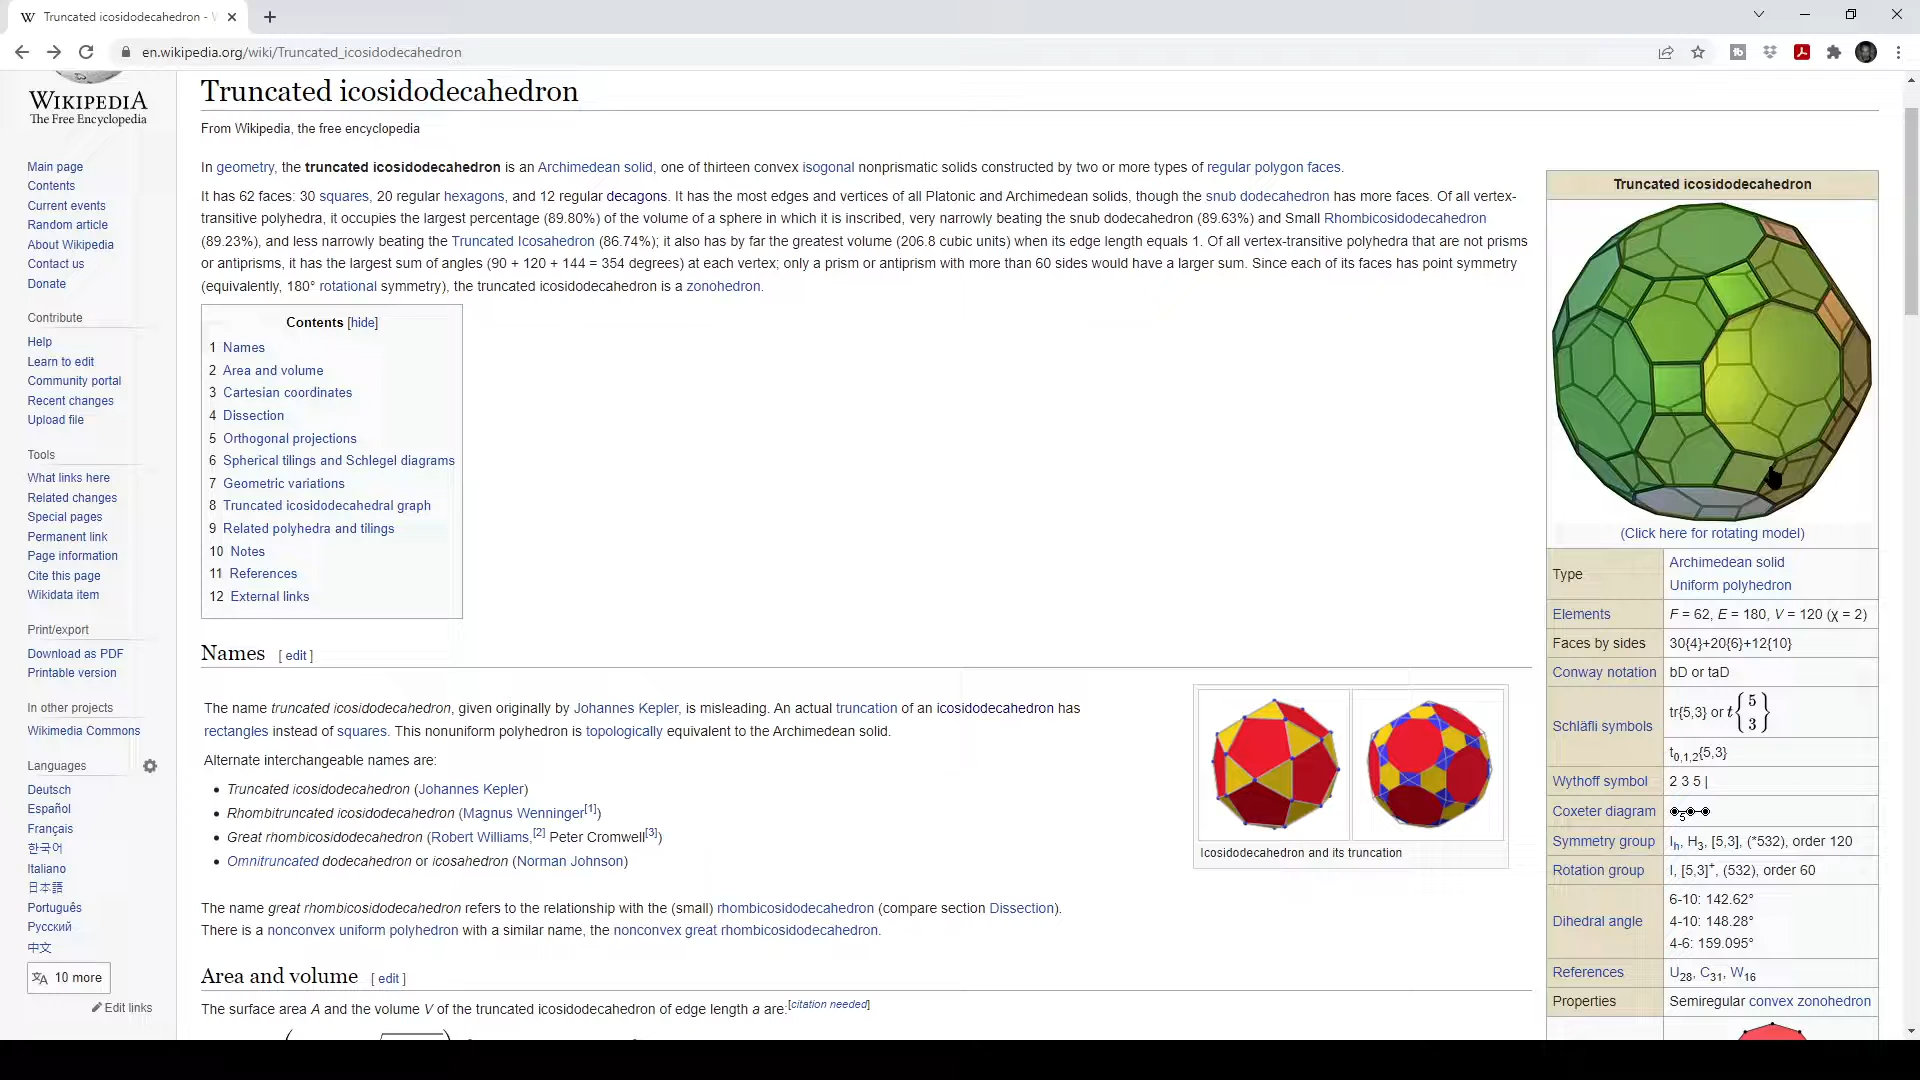 Truncated icosidodecahedron - W
en.wikipedia.org/wiki/Truncated_icosidodecahedron
WIKIPEDIA
The Free Encyclopedia
Main page
Contents
Current events
Random article
About Wikipedia
Contact us
Donate
Contribute
Help
Learn to edit
Community portal
Recent changes
Upload file
Tools
What links here
Related changes
Special pages
Permanent link
Page information
Cite this page
Wikidata item
Print/export
Download as PDF
Printable version
In other projects
Wikimedia Commons
Languages
Deutsch
Español
Français
한국어
Italiano
日本語
Português
Русский
中文
10 more
Edit links
Truncated icosidodecahedron
From Wikipedia, the free encyclopedia
In geometry, the truncated icosidodecahedron is an Archimedean solid, one of thirteen convex isogonal nonprismatic solids constructed by two or more types of regular polygon faces.
It has 62 faces: 30 squares, 20 regular hexagons, and 12 regular decagons. It has the most edges and vertices of all Platonic and Archimedean solids, though the snub dodecahedron has more faces. Of all vertex-
transitive polyhedra, it occupies the largest percentage (89.80%) of the volume of a sphere in which it is inscribed, very narrowly beating the snub dodecahedron (89.63%) and Small Rhombicosidodecahedron
(89.23%), and less narrowly beating the Truncated Icosahedron (86.74%); it also has by far the greatest volume (206.8 cubic units) when its edge length equals 1. Of all vertex-transitive polyhedra that are not prisms
or antiprisms, it has the largest sum of angles (90 + 120 + 144 = 354 degrees) at each vertex; only a prism or antiprism with more than 60 sides would have a larger sum. Since each of its faces has point symmetry
(equivalently, 180° rotational symmetry), the truncated icosidodecahedron is a zonohedron.
Contents [hide]
1 Names
2 Area and volume
3 Cartesian coordinates
4 Dissection
5 Orthogonal projections
6 Spherical tilings and Schlegel diagrams
7 Geometric variations
8 Truncated icosidodecahedral graph
9 Related polyhedra and tilings
10 Notes
11 References
12 External links
Names [ edit ]
The name truncated icosidodecahedron, given originally by Johannes Kepler, is misleading. An actual truncation of an icosidodecahedron has
rectangles instead of squares. This nonuniform polyhedron is topologically equivalent to the Archimedean solid.
Alternate interchangeable names are:
• Truncated icosidodecahedron (Johannes Kepler)
• Rhombitruncated icosidodecahedron (Magnus Wenninger[1])
• Great rhombicosidodecahedron (Robert Williams,[2] Peter Cromwell[3])
• Omnitruncated dodecahedron or icosahedron (Norman Johnson)
Icosidodecahedron and its truncation
The name great rhombicosidodecahedron refers to the relationship with the (small) rhombicosidodecahedron (compare section Dissection).
There is a nonconvex uniform polyhedron with a similar name, the nonconvex great rhombicosidodecahedron.
Area and volume [ edit ]
The surface area A and the volume V of the truncated icosidodecahedron of edge length a are:[citation needed]
Truncated icosidodecahedron
(Click here for rotating model)
Type Archimedean solid
Uniform polyhedron
Elements F = 62, E = 180, V = 120 (χ = 2)
Faces by sides 30{4}+20{6}+12{10}
Conway notation bD or taD
Schläfli symbols tr{5,3} or t{5 3}
t0,1,2{5,3}
Wythoff symbol 2 3 5 |
Coxeter diagram 5
Symmetry group Ih, H3, [5,3], (*532), order 120
Rotation group I, [5,3]+, (532), order 60
Dihedral angle 6-10: 142.62°
4-10: 148.28°
4-6: 159.095°
References U28, C31, W16
Properties Semiregular convex zonohedron